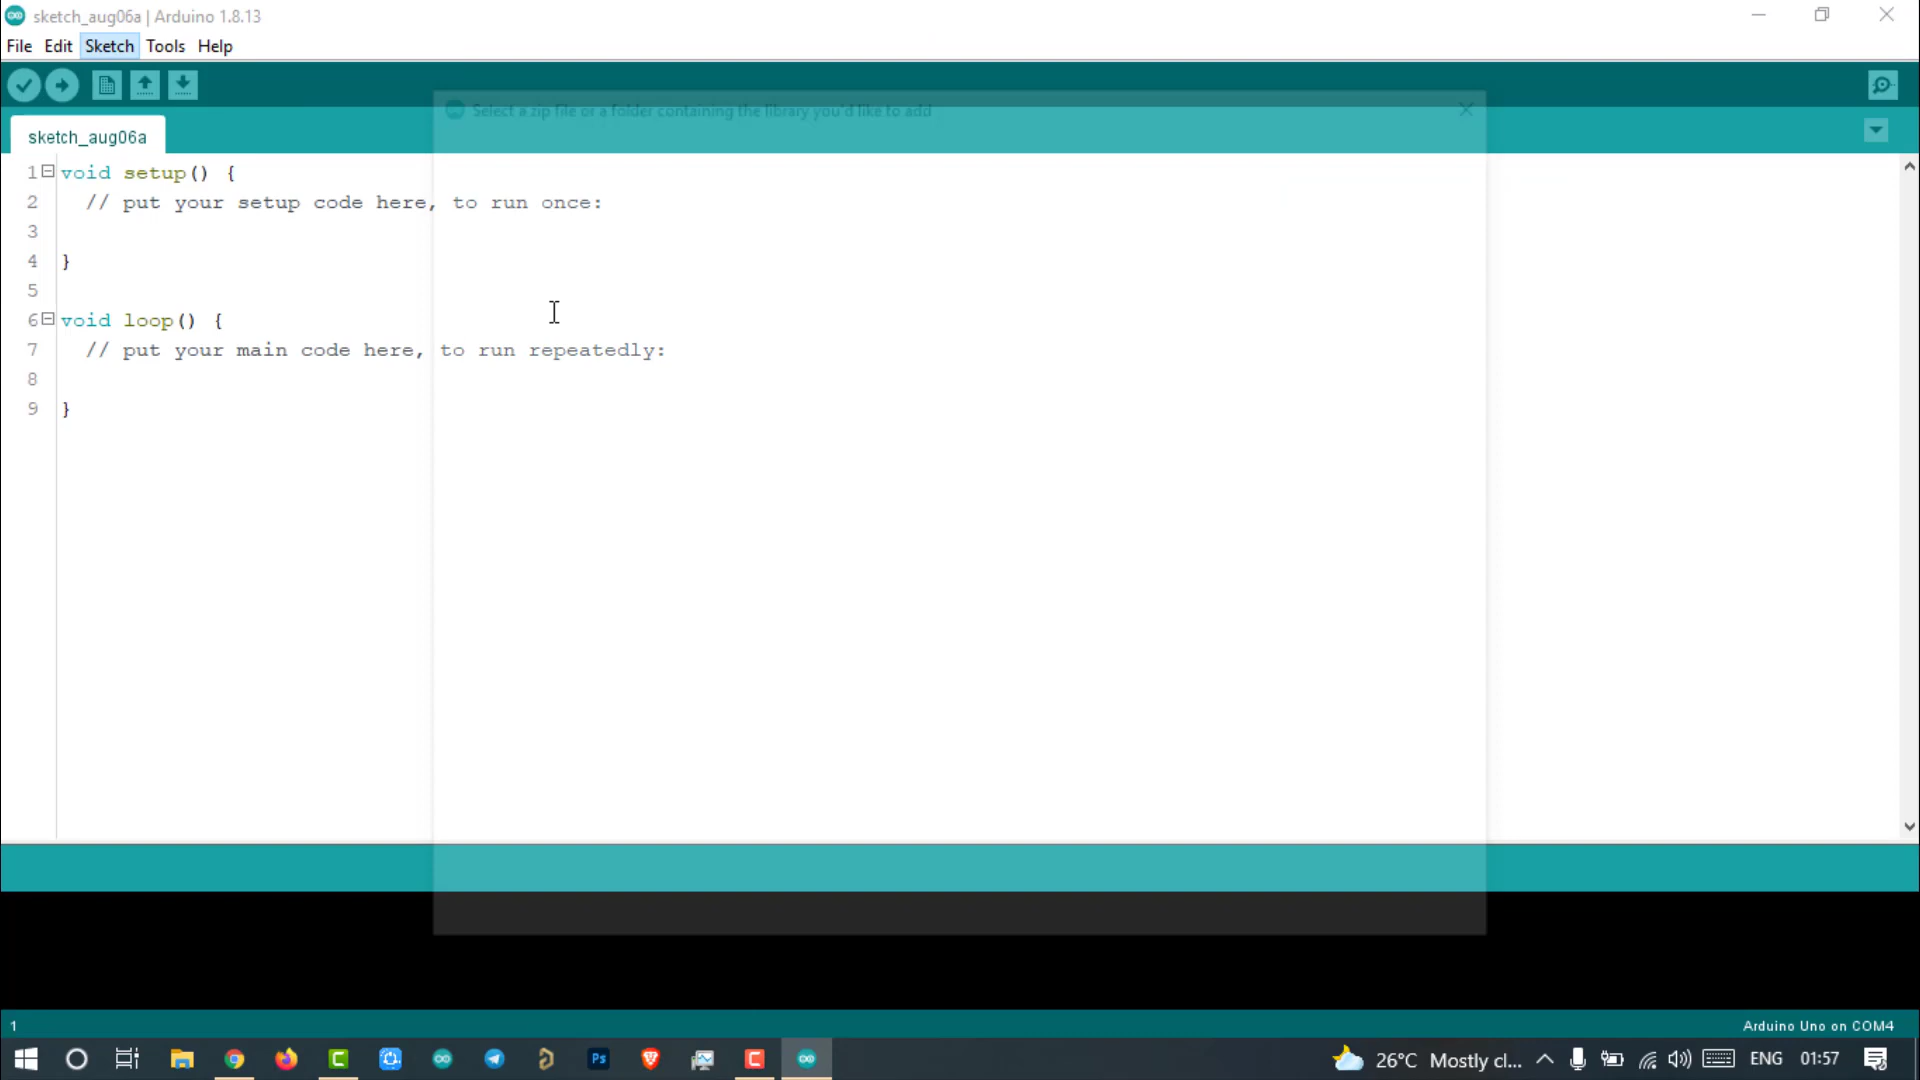 sketch_aug06a | Arduino 1.8.13
File Edit Sketch Tools Help
Select a zip file or a folder containing the library you'd like to add
sketch_aug06a
1 void setup() {
2 // put your setup code here, to run once:
3
4 }
5
6 void loop() {
7 // put your main code here, to run repeatedly:
8
9 }
1
Arduino Uno on COM4
Ps
26°C Mostly cl...
ENG
01:57